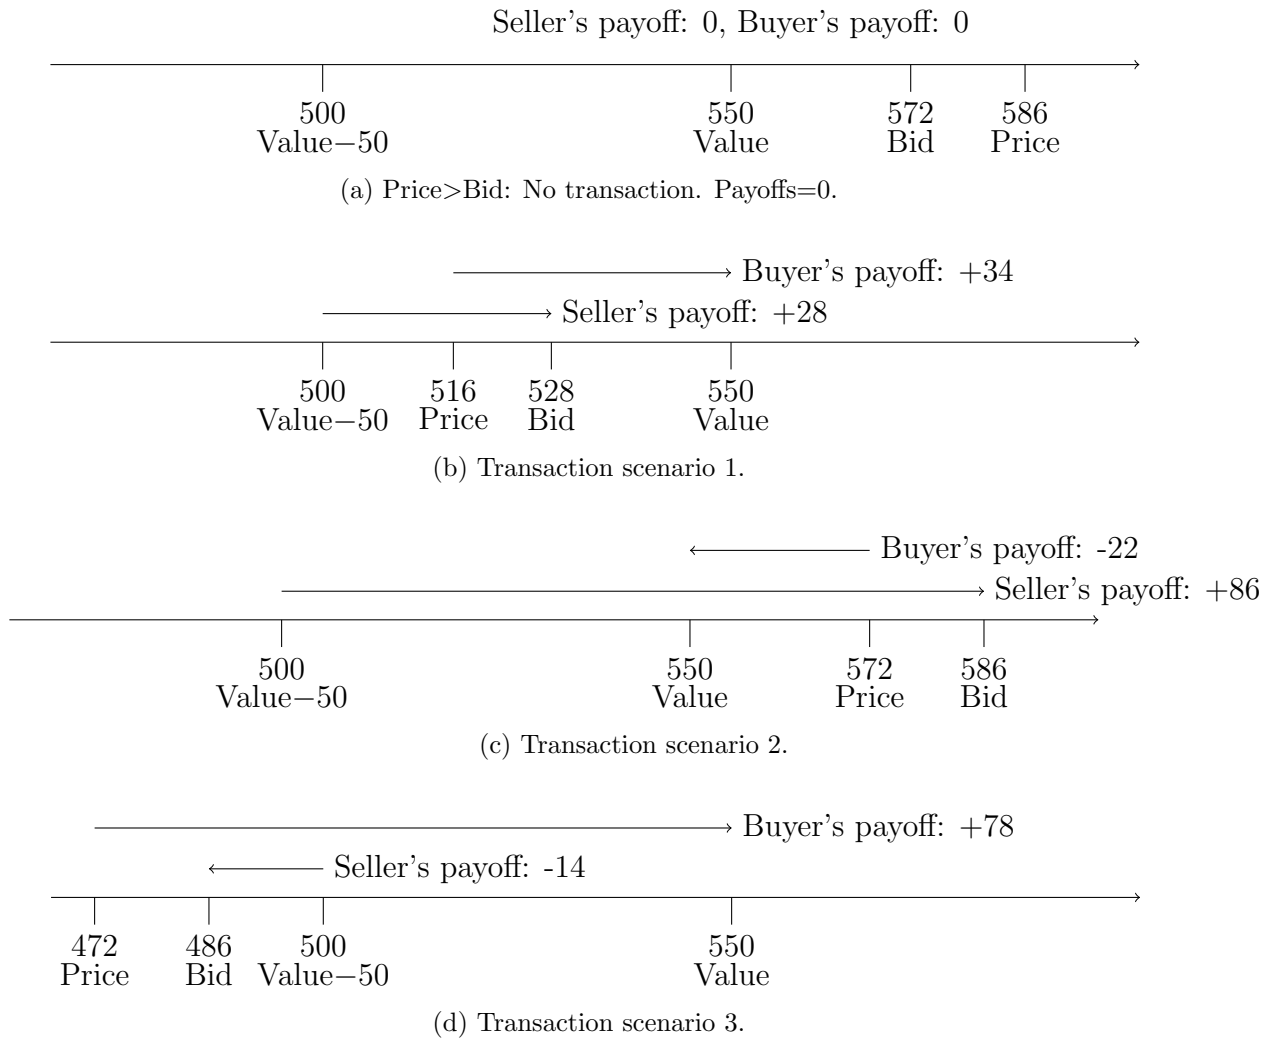 Seller's payoff: 0, Buyer's payoff: 0
500 550 572 586
Value−50 Value Bid Price
(a) Price>Bid: No transaction. Payoffs=0.
Buyer's payoff: +34
Seller's payoff: +28
500 516 528 550
Value−50 Price Bid Value
(b) Transaction scenario 1.
Buyer's payoff: -22
Seller's payoff: +86
500 550 572 586
Value−50 Value Price Bid
(c) Transaction scenario 2.
Buyer's payoff: +78
Seller's payoff: -14
472 486 500 550
Price Bid Value−50 Value
(d) Transaction scenario 3.